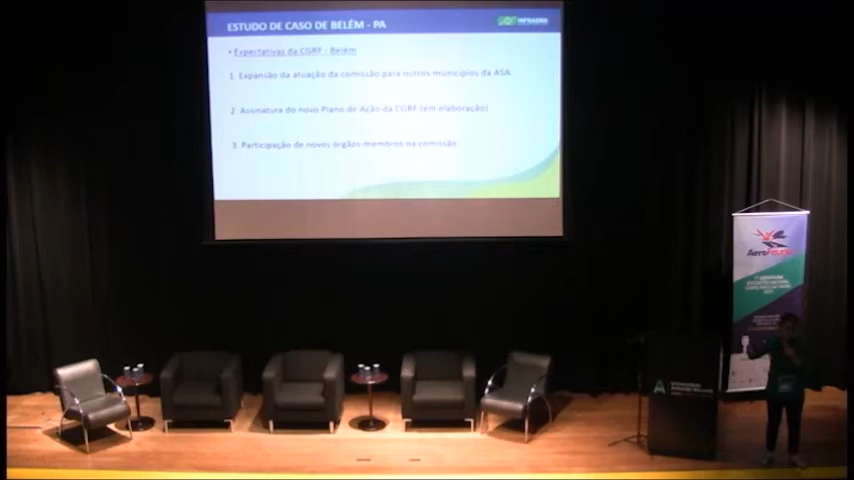 ESTUDO DE CASO DE BELÉM - PA
INFRAERO
• Expectativas da CGRF - Belém
1. Expansão da atuação da comissão para outros municípios da ASA
2. Assinatura do novo Plano de Ação da CGRF (em elaboração)
3. Participação de novos órgãos-membros na comissão
AeroFauna